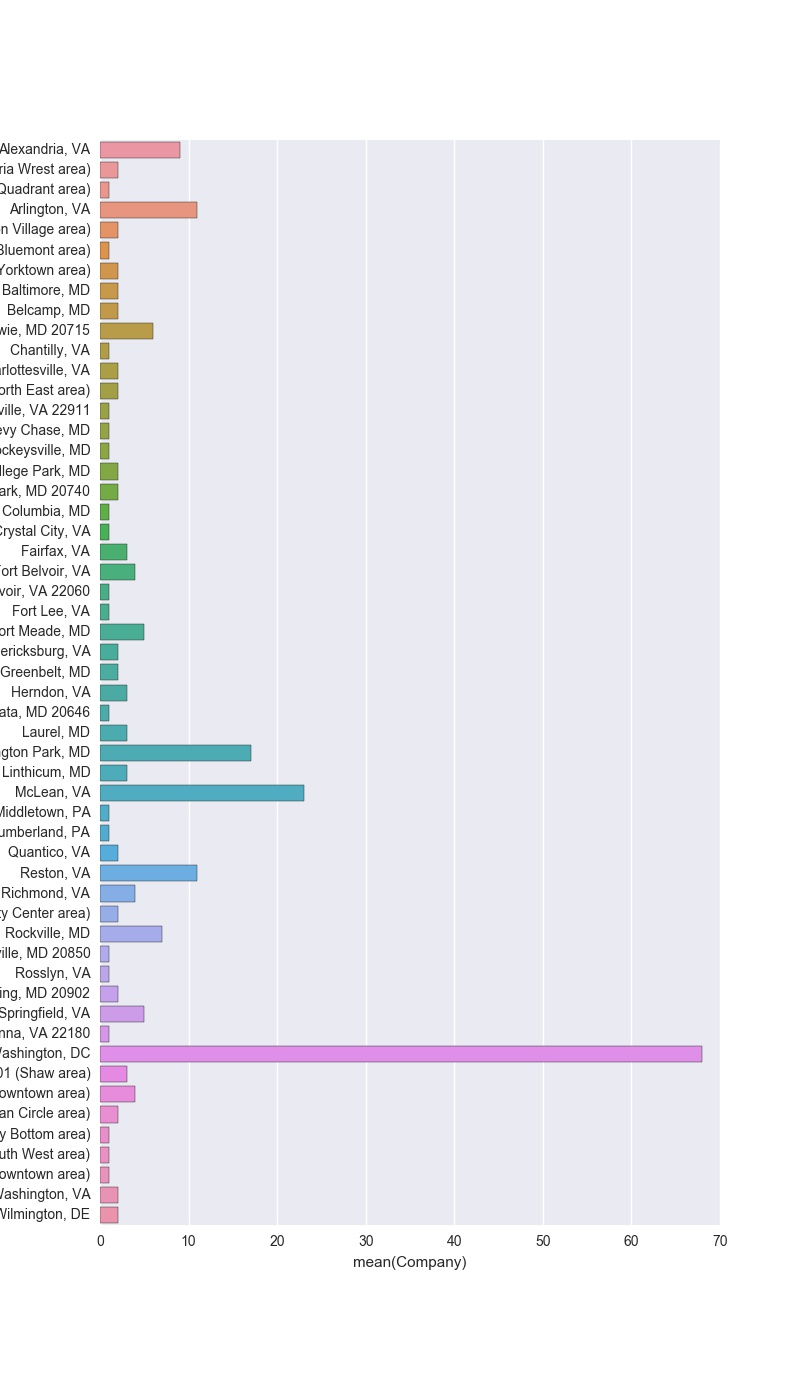 Alexandria, VA
ria Wrest area)
Quadrant area)
Arlington, VA
n Village area)
Bluemont area)
Yorktown area)
Baltimore, MD
Belcamp, MD
wie, MD 20715
Chantilly, VA
rlottesville, VA
orth East area)
ville, VA 22911
evy Chase, MD
ockeysville, MD
llege Park, MD
ark, MD 20740
Columbia, MD
Crystal City, VA
Fairfax, VA
Fort Belvoir, VA
voir, VA 22060
Fort Lee, VA
ort Meade, MD
ericksburg, VA
Greenbelt, MD
Herndon, VA
ata, MD 20646
Laurel, MD
gton Park, MD
Linthicum, MD
McLean, VA
Middletown, PA
umberland, PA
Quantico, VA
Reston, VA
Richmond, VA
ty Center area)
Rockville, MD
ville, MD 20850
Rosslyn, VA
ing, MD 20902
Springfield, VA
nna, VA 22180
Washington, DC
01 (Shaw area)
owntown area)
an Circle area)
y Bottom area)
uth West area)
owntown area)
Washington, VA
Wilmington, DE
0 10 20 30 40 50 60 70
mean(Company)